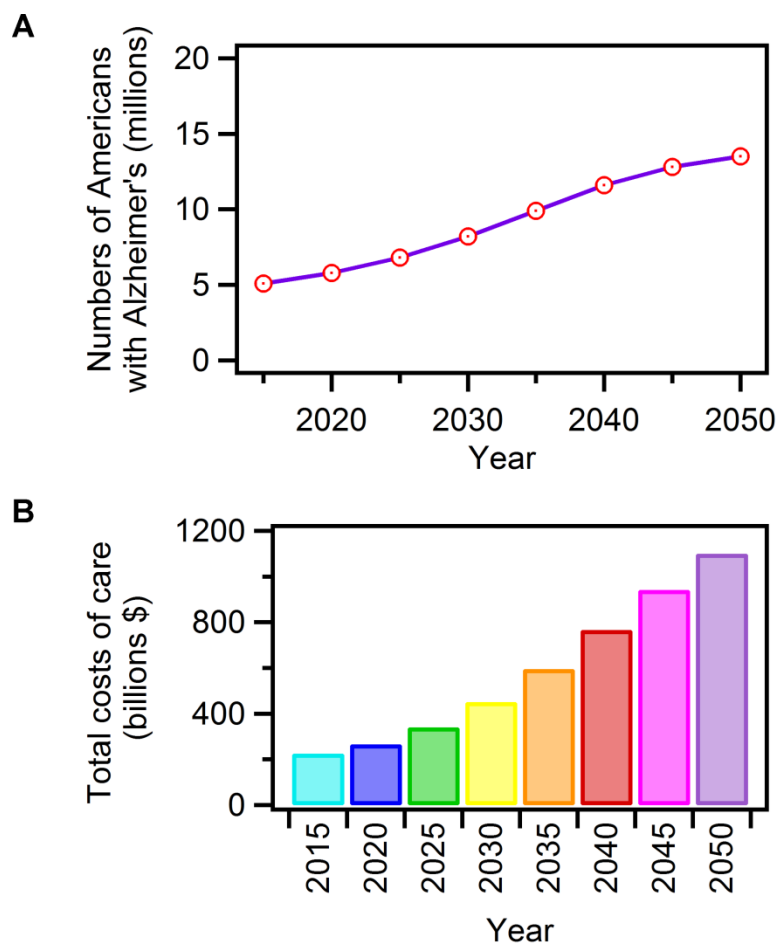 A
Numbers of Americans
with Alzheimer's (millions)
20
15
10
5
0
2020 2030 2040 2050
Year
B
Total costs of care
(billions $)
1200
800
400
0
2015 2020 2025 2030 2035 2040 2045 2050
Year